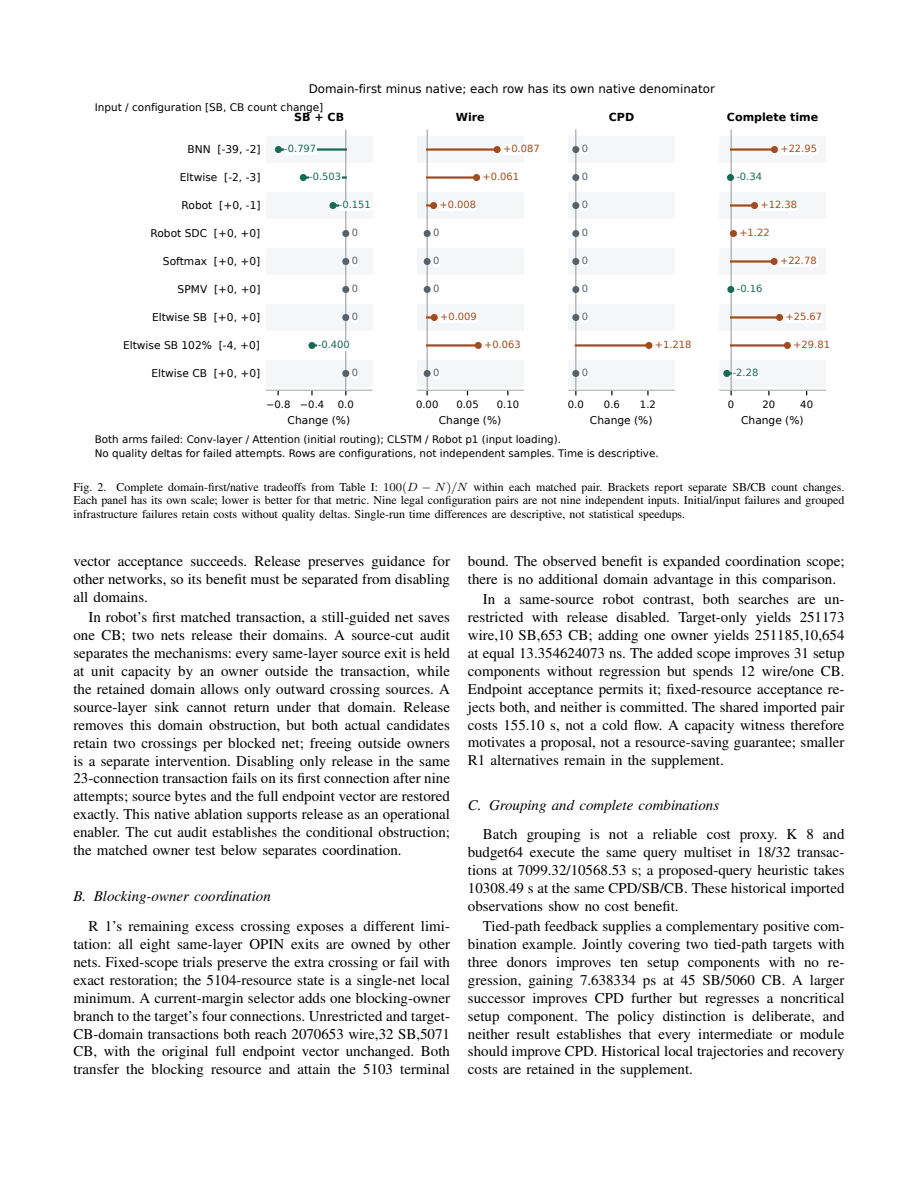 Domain-first minus native; each row has its own native denominator
Input / configuration [SB, CB count change]
SB + CB Wire CPD Complete time
BNN [-39, -2] -0.797 +0.087 0 +22.95
Eltwise [-2, -3] -0.503 +0.061 0 -0.34
Robot [+0, -1] -0.151 +0.008 0 +12.38
Robot SDC [+0, +0] 0 0 0 +1.22
Softmax [+0, +0] 0 0 0 +22.78
SPMV [+0, +0] 0 0 0 -0.16
Eltwise SB [+0, +0] 0 +0.009 0 +25.67
Eltwise SB 102% [-4, +0] -0.400 +0.063 +1.218 +29.81
Eltwise CB [+0, +0] 0 0 0 -2.28
−0.8 −0.4 0.0 0.00 0.05 0.10 0.0 0.6 1.2 0 20 40
Change (%) Change (%) Change (%) Change (%)
Both arms failed: Conv-layer / Attention (initial routing); CLSTM / Robot p1 (input loading).
No quality deltas for failed attempts. Rows are configurations, not independent samples. Time is descriptive.
Fig. 2. Complete domain-first/native tradeoffs from Table I: 100(D − N)/N within each matched pair. Brackets report separate SB/CB count changes.
Each panel has its own scale; lower is better for that metric. Nine legal configuration pairs are not nine independent inputs. Initial/input failures and grouped
infrastructure failures retain costs without quality deltas. Single-run time differences are descriptive, not statistical speedups.
vector acceptance succeeds. Release preserves guidance for
other networks, so its benefit must be separated from disabling
all domains.
In robot's first matched transaction, a still-guided net saves
one CB; two nets release their domains. A source-cut audit
separates the mechanisms: every same-layer source exit is held
at unit capacity by an owner outside the transaction, while
the retained domain allows only outward crossing sources. A
source-layer sink cannot return under that domain. Release
removes this domain obstruction, but both actual candidates
retain two crossings per blocked net; freeing outside owners
is a separate intervention. Disabling only release in the same
23-connection transaction fails on its first connection after nine
attempts; source bytes and the full endpoint vector are restored
exactly. This native ablation supports release as an operational
enabler. The cut audit establishes the conditional obstruction;
the matched owner test below separates coordination.
B. Blocking-owner coordination
R 1's remaining excess crossing exposes a different limi-
tation: all eight same-layer OPIN exits are owned by other
nets. Fixed-scope trials preserve the extra crossing or fail with
exact restoration; the 5104-resource state is a single-net local
minimum. A current-margin selector adds one blocking-owner
branch to the target's four connections. Unrestricted and target-
CB-domain transactions both reach 2070653 wire,32 SB,5071
CB, with the original full endpoint vector unchanged. Both
transfer the blocking resource and attain the 5103 terminal
bound. The observed benefit is expanded coordination scope;
there is no additional domain advantage in this comparison.
In a same-source robot contrast, both searches are un-
restricted with release disabled. Target-only yields 251173
wire,10 SB,653 CB; adding one owner yields 251185,10,654
at equal 13.354624073 ns. The added scope improves 31 setup
components without regression but spends 12 wire/one CB.
Endpoint acceptance permits it; fixed-resource acceptance re-
jects both, and neither is committed. The shared imported pair
costs 155.10 s, not a cold flow. A capacity witness therefore
motivates a proposal, not a resource-saving guarantee; smaller
R1 alternatives remain in the supplement.
C. Grouping and complete combinations
Batch grouping is not a reliable cost proxy. K 8 and
budget64 execute the same query multiset in 18/32 transac-
tions at 7099.32/10568.53 s; a proposed-query heuristic takes
10308.49 s at the same CPD/SB/CB. These historical imported
observations show no cost benefit.
Tied-path feedback supplies a complementary positive com-
bination example. Jointly covering two tied-path targets with
three donors improves ten setup components with no re-
gression, gaining 7.638334 ps at 45 SB/5060 CB. A larger
successor improves CPD further but regresses a noncritical
setup component. The policy distinction is deliberate, and
neither result establishes that every intermediate or module
should improve CPD. Historical local trajectories and recovery
costs are retained in the supplement.